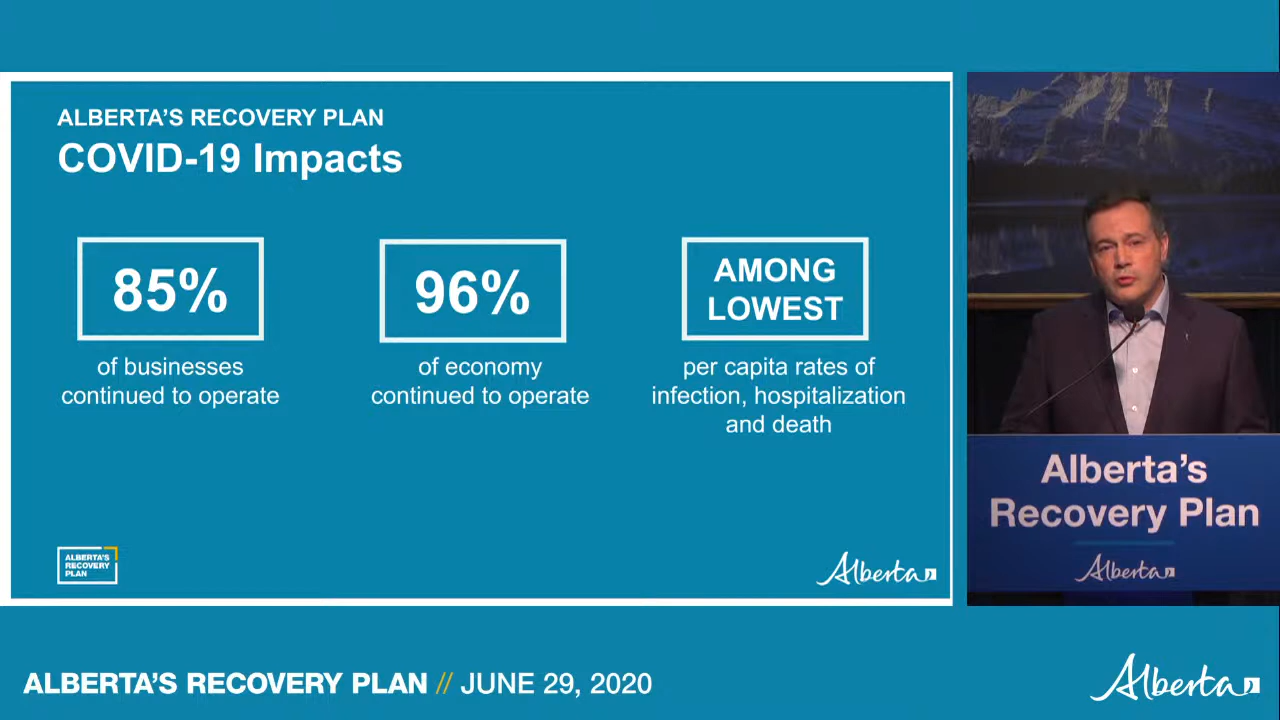 ALBERTA'S RECOVERY PLAN
COVID-19 Impacts
85%
of businesses
continued to operate
96%
of economy
continued to operate
AMONG
LOWEST
per capita rates of
infection, hospitalization
and death
ALBERTA'S
RECOVERY
PLAN
Alberta
Alberta's
Recovery Plan
Alberta
ALBERTA'S RECOVERY PLAN // JUNE 29, 2020
Alberta